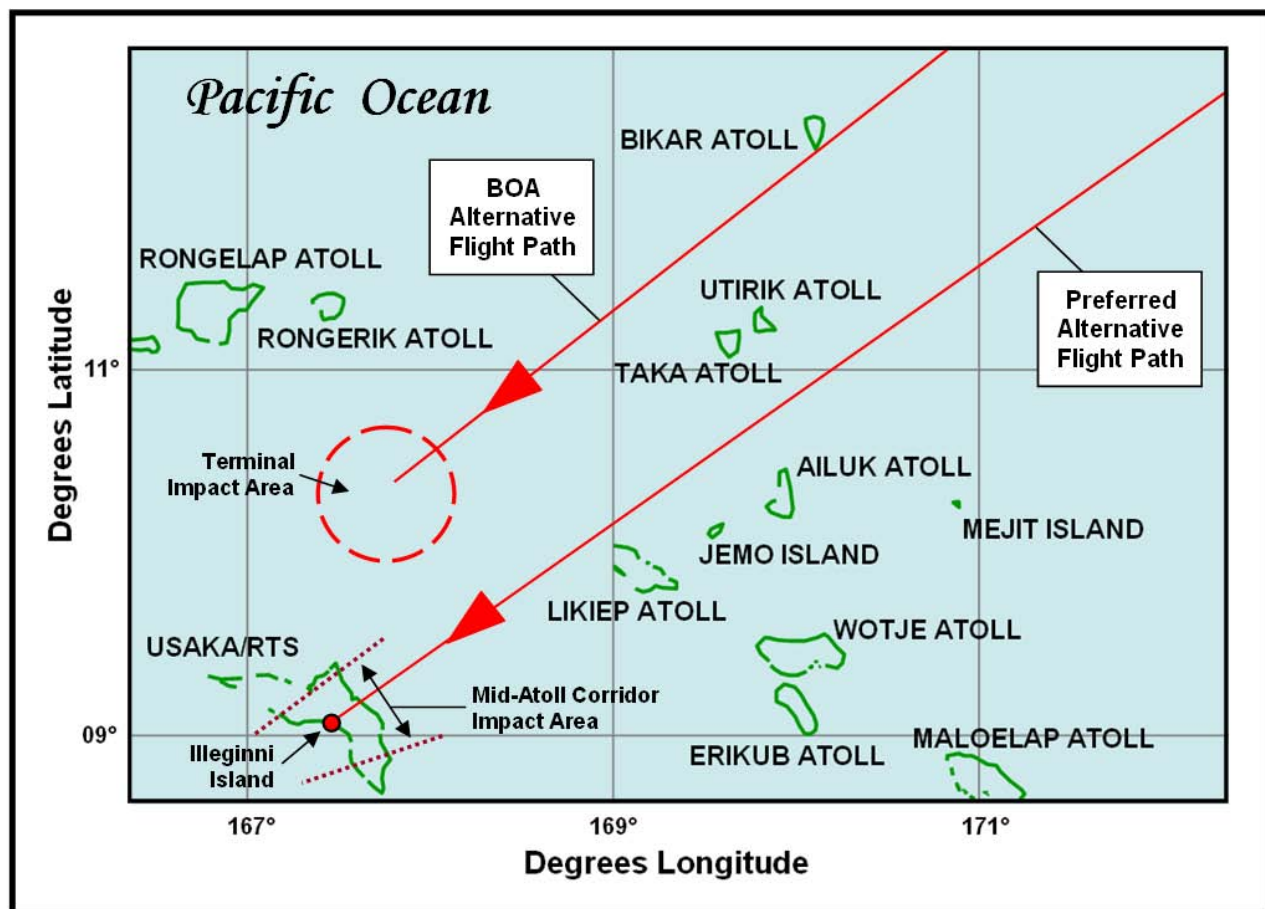 Pacific Ocean
BIKAR ATOLL
BOA
Alternative
Flight Path
RONGELAP ATOLL
UTIRIK ATOLL
Preferred
Alternative
Flight Path
RONGERIK ATOLL
TAKA ATOLL
11°
Degrees Latitude
Terminal
Impact Area
AILUK ATOLL
MEJIT ISLAND
JEMO ISLAND
LIKIEP ATOLL
WOTJE ATOLL
USAKA/RTS
Mid-Atoll Corridor
Impact Area
09°
Illeginni
Island
ERIKUB ATOLL
MALOELAP ATOLL
167°
169°
171°
Degrees Longitude